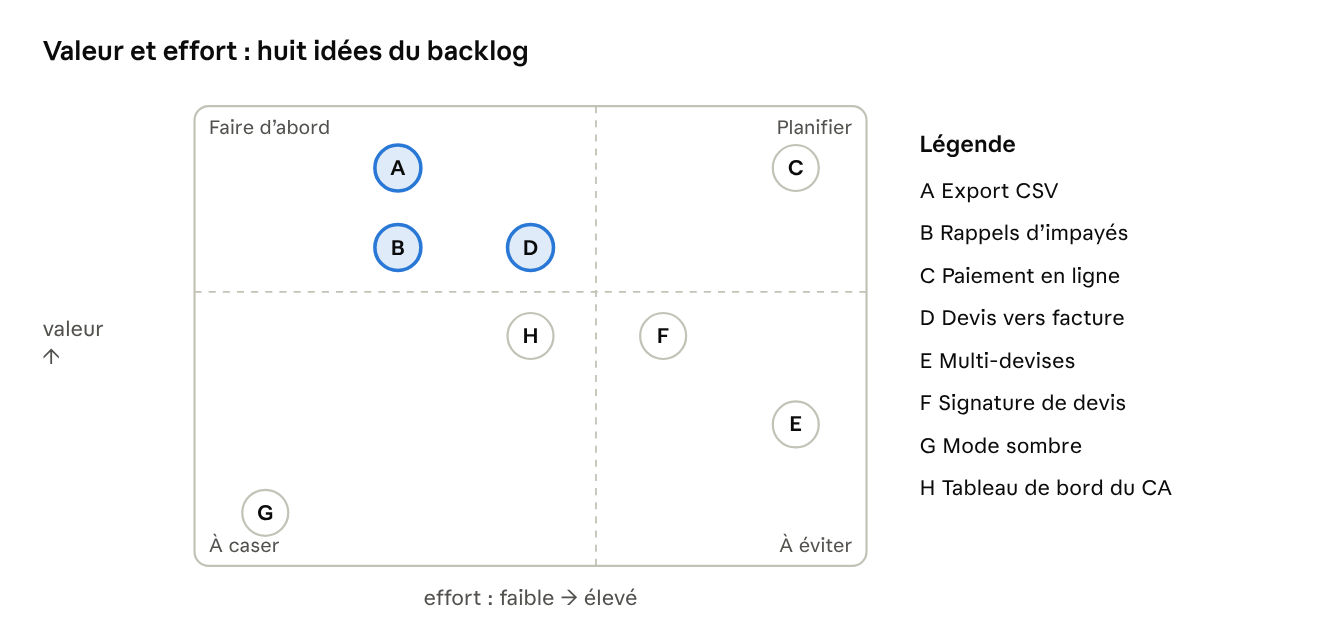 Valeur et effort : huit idées du backlog
Faire d’abord
Planifier
A
C
B
D
H
F
E
G
À caser
À éviter
valeur
↑
effort : faible → élevé
Légende
A Export CSV
B Rappels d’impayés
C Paiement en ligne
D Devis vers facture
E Multi-devises
F Signature de devis
G Mode sombre
H Tableau de bord du CA